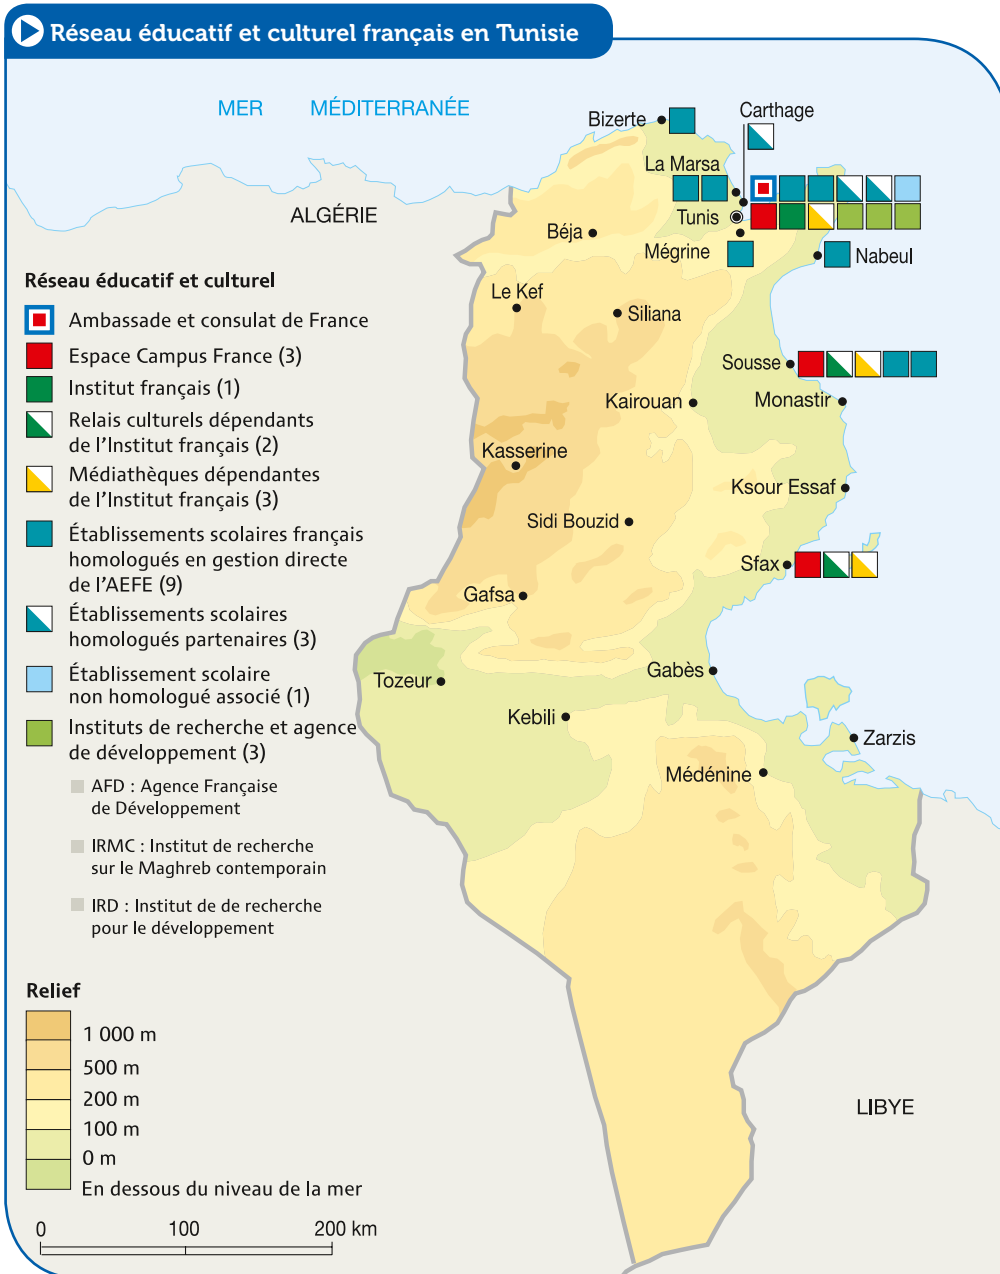 Réseau éducatif et culturel français en Tunisie
MER MÉDITERRANÉE
Carthage
Bizerte
La Marsa
ALGÉRIE
Tunis
Béja
Mégrine
Nabeul
Réseau éducatif et culturel
Ambassade et consulat de France
Espace Campus France (3)
Institut français (1)
Relais culturels dépendants
de l'Institut français (2)
Médiathèques dépendantes
de l'Institut français (3)
Établissements scolaires français
homologués en gestion directe
de l'AEFE (9)
Établissements scolaires
homologués partenaires (3)
Établissement scolaire
non homologué associé (1)
Instituts de recherche et agence
de développement (3)
AFD : Agence Française
de Développement
IRMC : Institut de recherche
sur le Maghreb contemporain
IRD : Institut de de recherche
pour le développement
Le Kef
Siliana
Sousse
Kairouan
Monastir
Kasserine
Ksour Essaf
Sidi Bouzid
Sfax
Gafsa
Gabès
Tozeur
Kebili
Zarzis
Médénine
LIBYE
Relief
1 000 m
500 m
200 m
100 m
0 m
En dessous du niveau de la mer
0 100 200 km